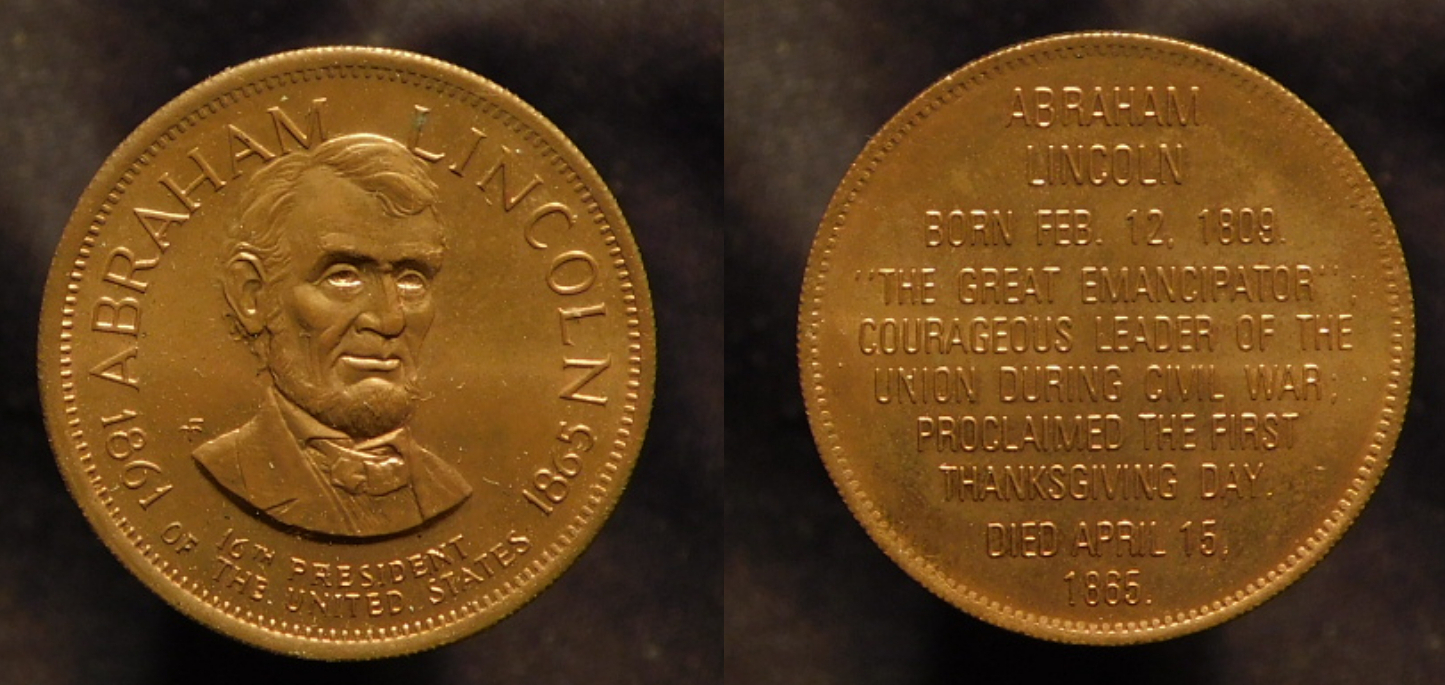 ABRAHAM LINCOLN
1861
1865
16TH PRESIDENT
OF THE UNITED STATES
ABRAHAM
LINCOLN
BORN FEB. 12, 1809.
"THE GREAT EMANCIPATOR";
COURAGEOUS LEADER OF THE
UNION DURING CIVIL WAR;
PROCLAIMED THE FIRST
THANKSGIVING DAY.
DIED APRIL 15,
1865.